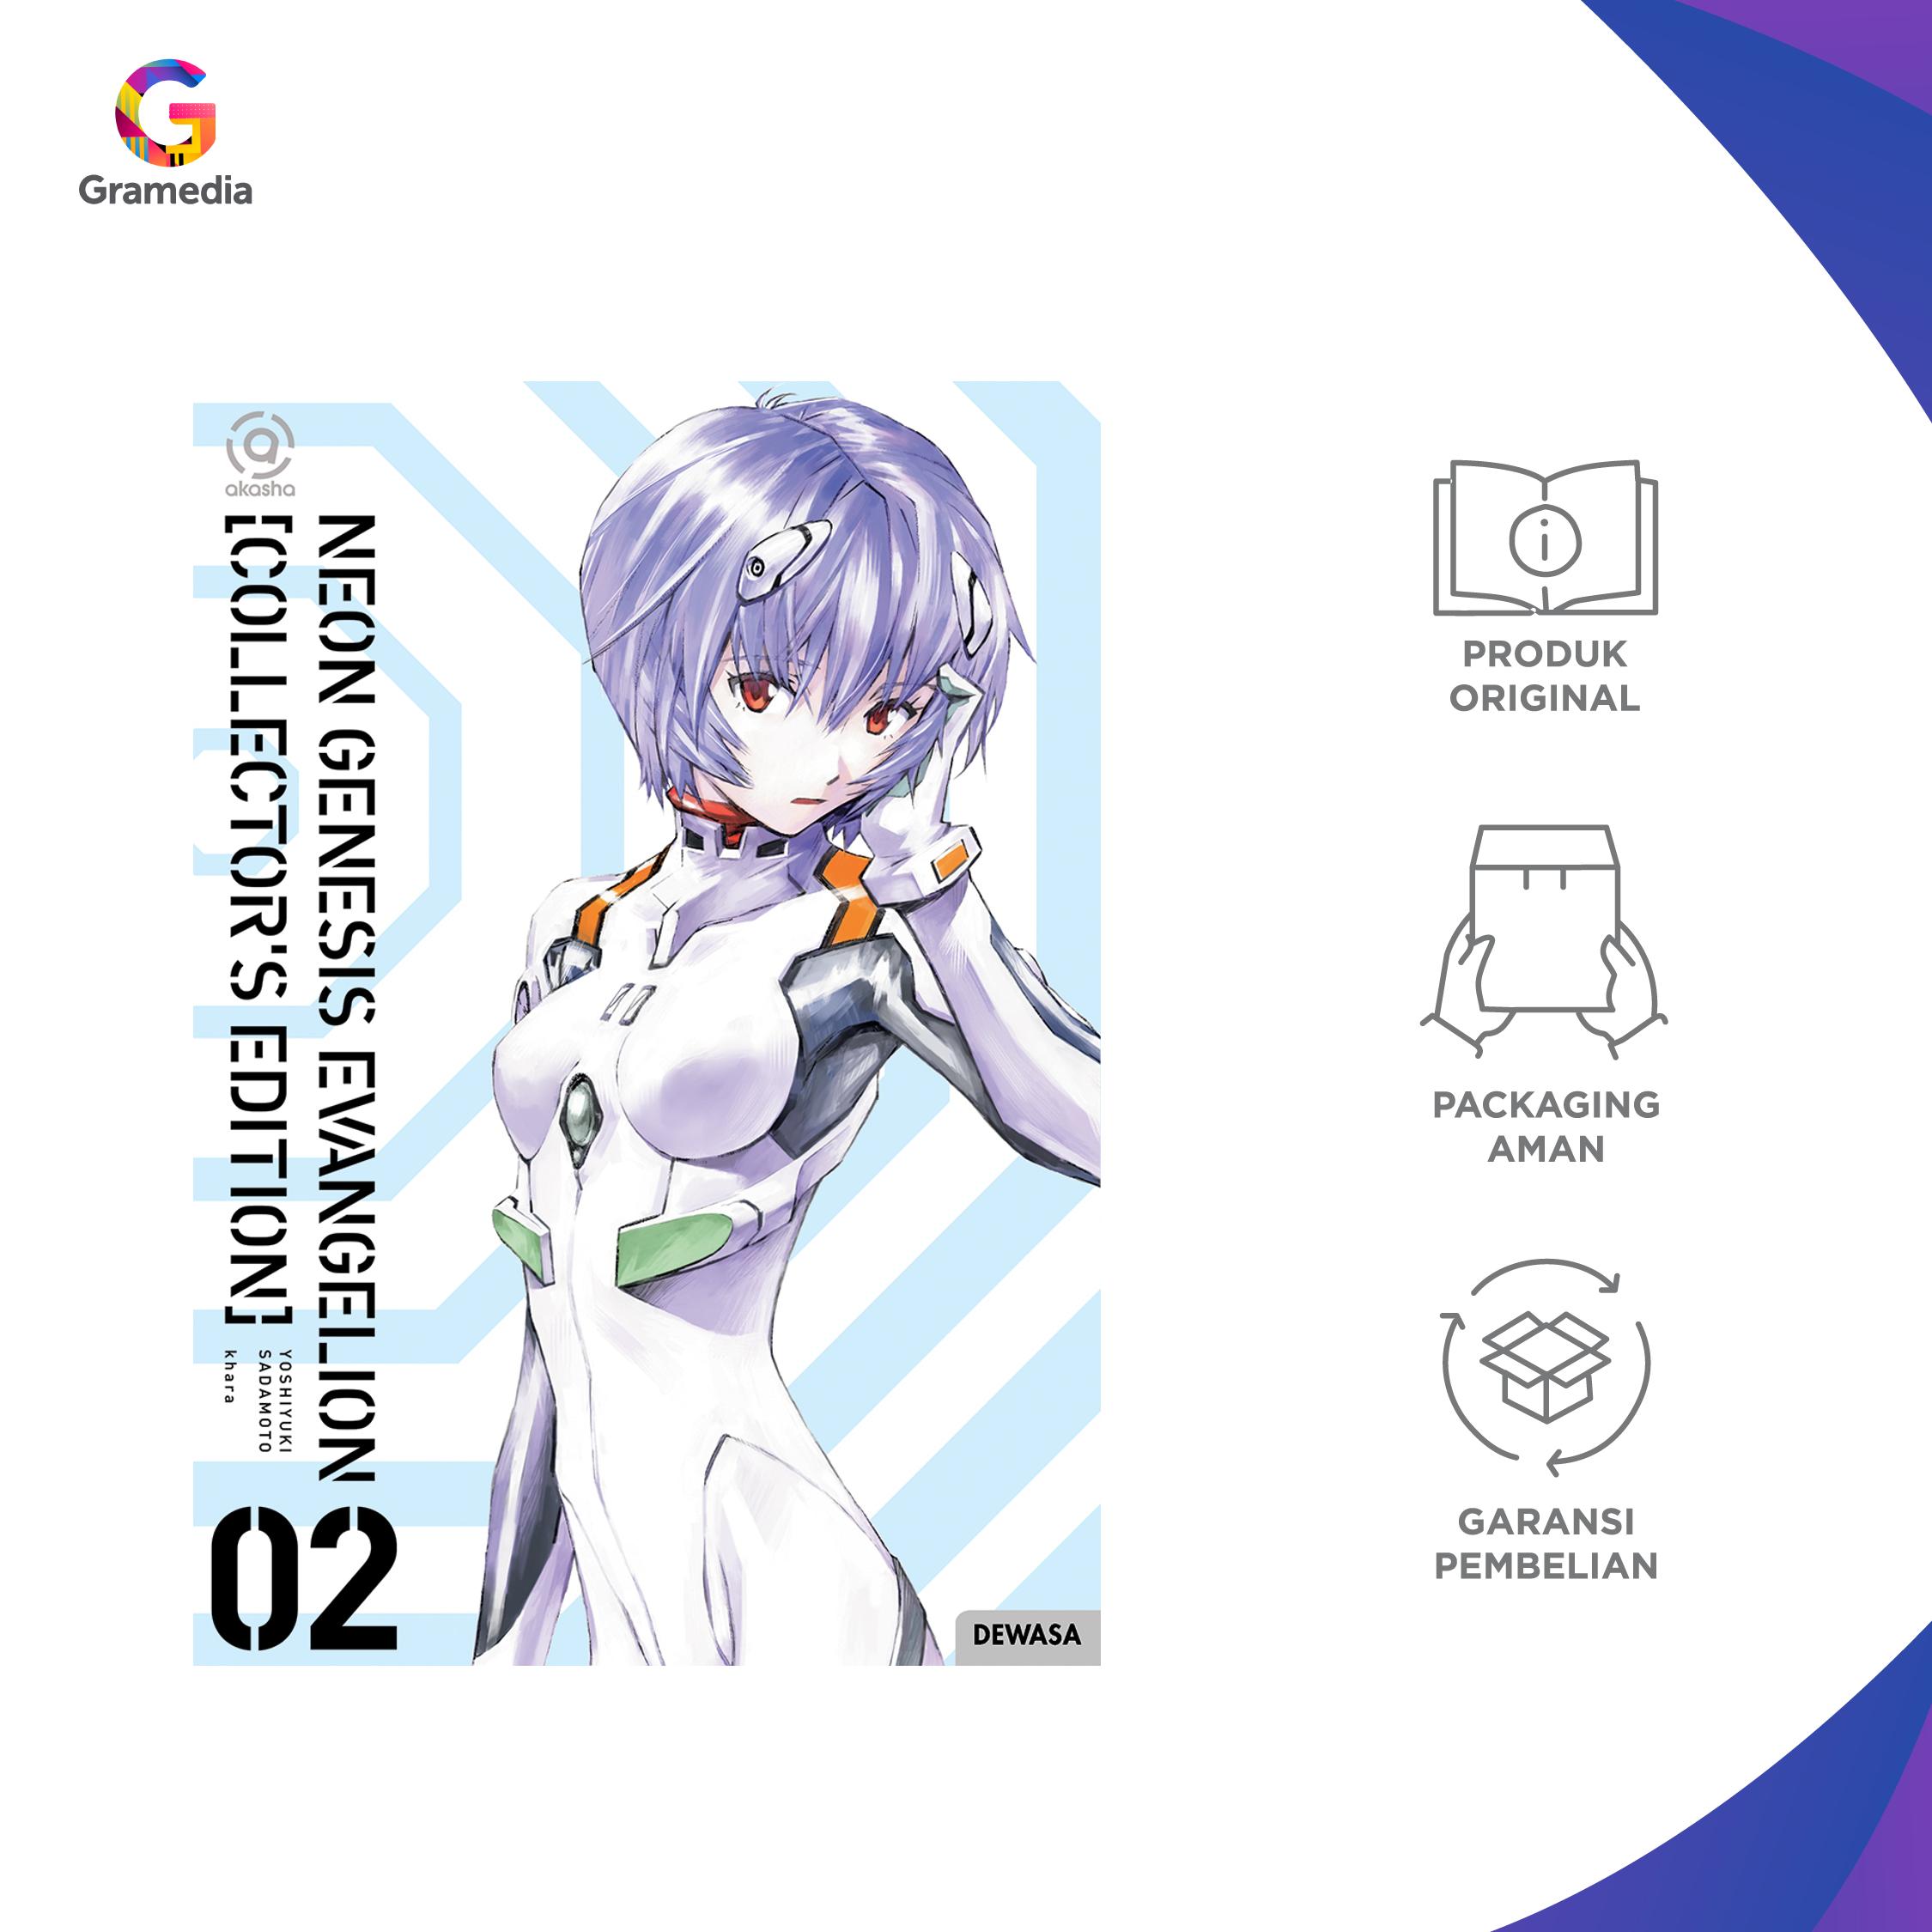 Gramedia
akasha
NEON GENESIS EVANGELION
[COLLECTOR'S EDITION]
YOSHIYUKI
SADAMOTO
khara
02
DEWASA
PRODUK
ORIGINAL
PACKAGING
AMAN
GARANSI
PEMBELIAN